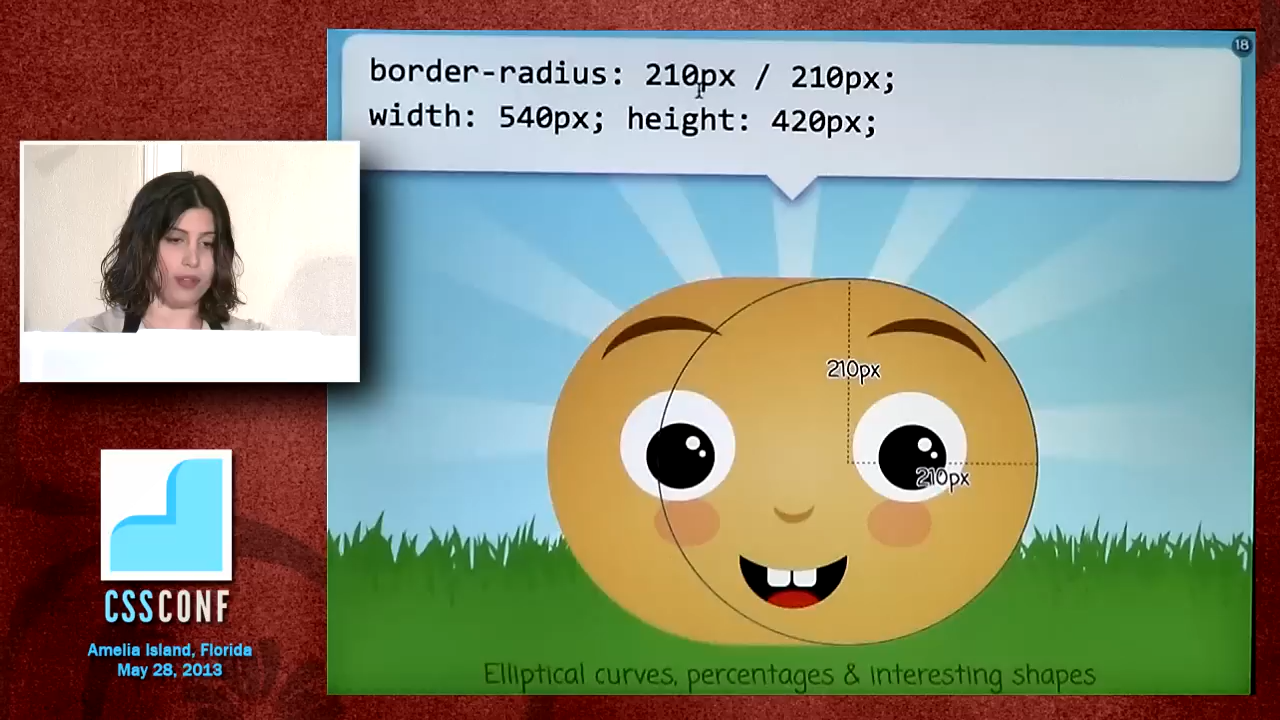 18
border-radius: 210px / 210px;
width: 540px; height: 420px;
210px
210px
Elliptical curves, percentages & interesting shapes
CSSCONF
Amelia Island, Florida
May 28, 2013